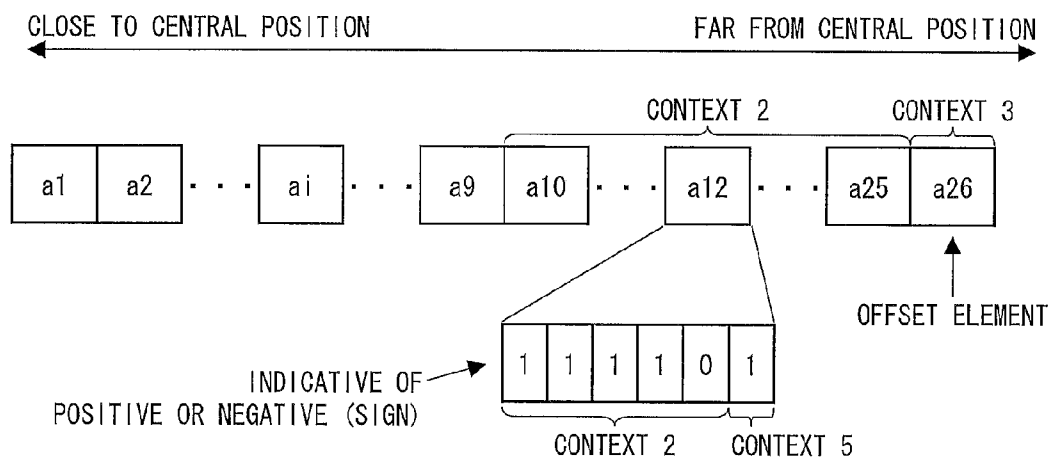 CLOSE TO CENTRAL POSITION FAR FROM CENTRAL POSITION
CONTEXT 2 CONTEXT 3
a1 a2 ··· ai ··· a9 a10 ··· a12 ··· a25 a26
OFFSET ELEMENT
1 1 1 1 0 1
INDICATIVE OF
POSITIVE OR NEGATIVE (SIGN)
CONTEXT 2 CONTEXT 5